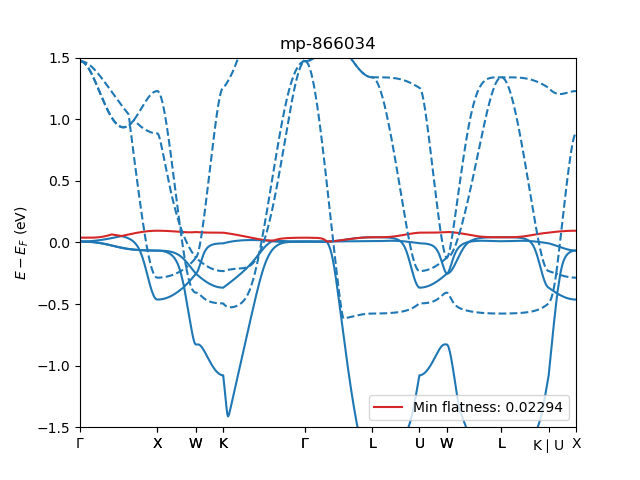 mp-866034
E − E_F (eV)
1.5
1.0
0.5
0.0
−0.5
−1.0
−1.5
Min flatness: 0.02294
Γ X W K Γ L U W L K | U X